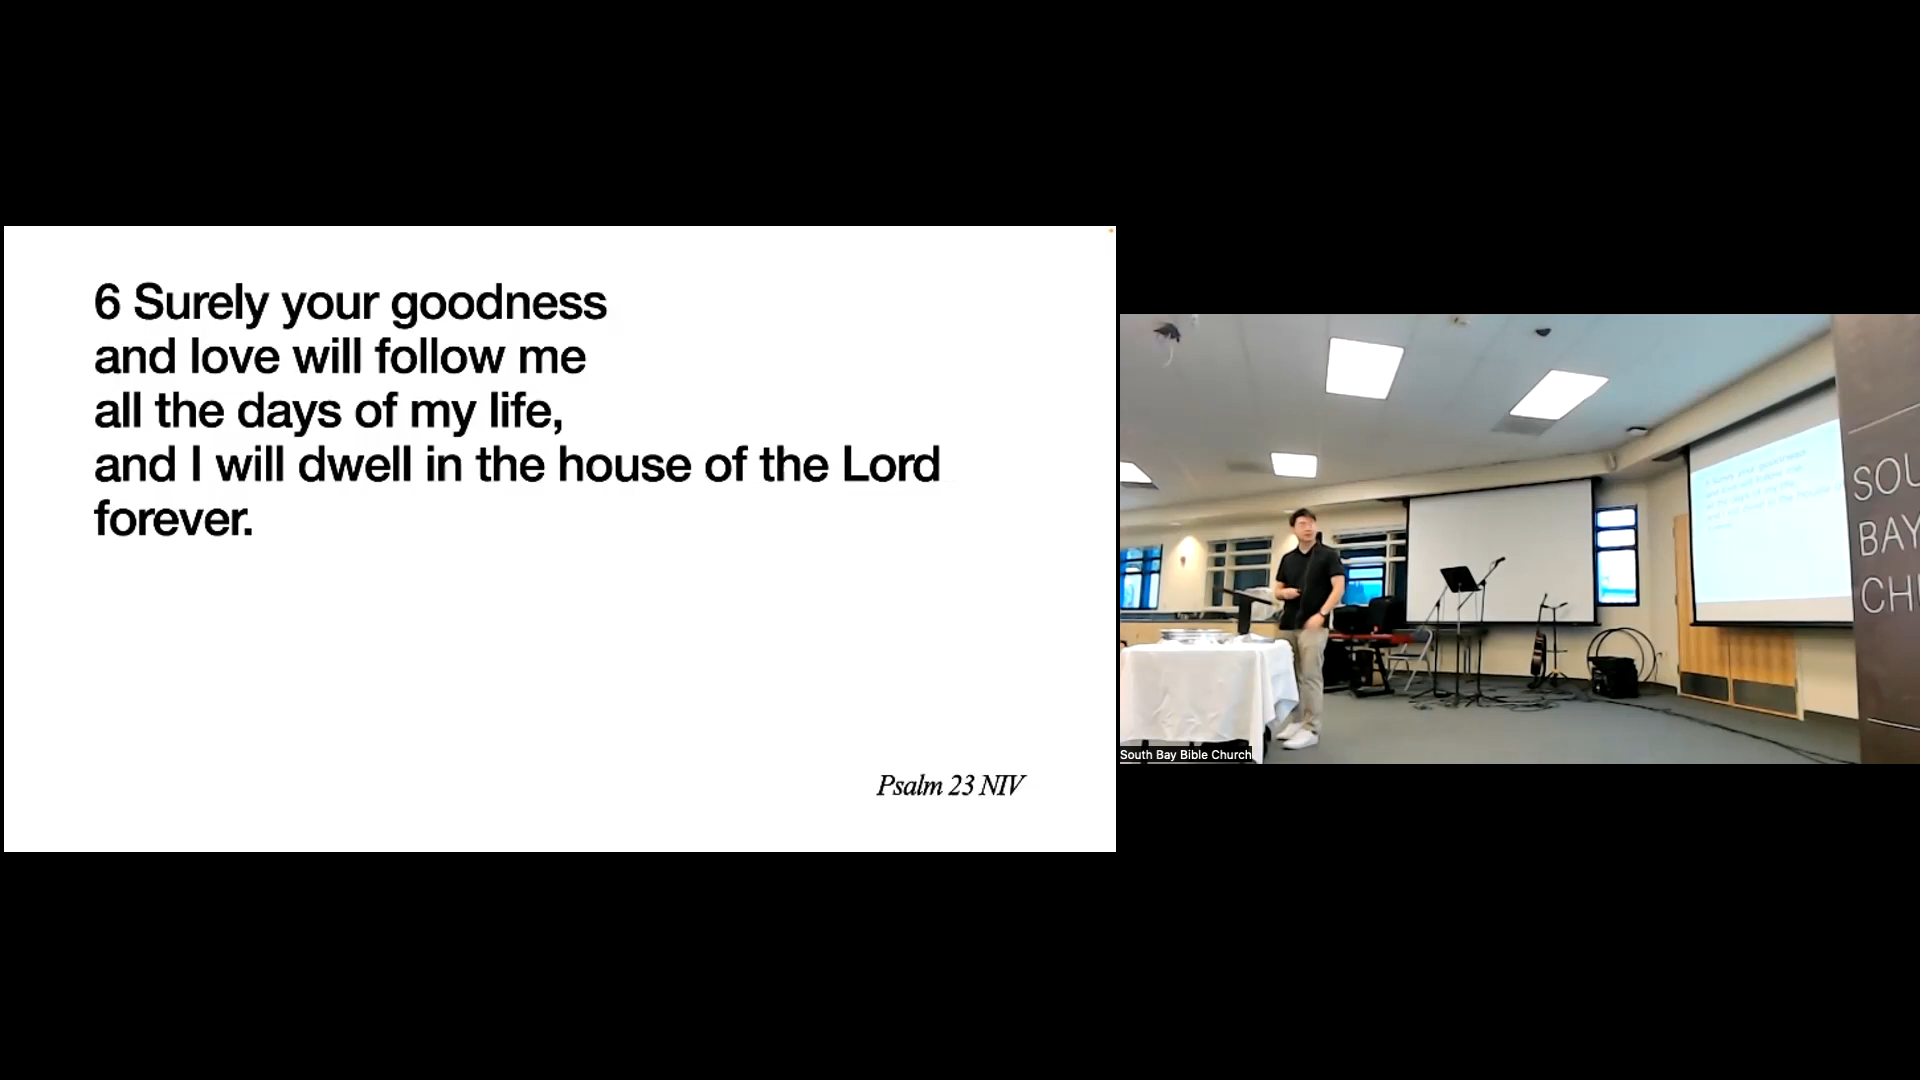 6 Surely your goodness
and love will follow me
all the days of my life,
and I will dwell in the house of the Lord
forever.
Psalm 23 NIV
South Bay Bible Church
SOU
BAY
CH